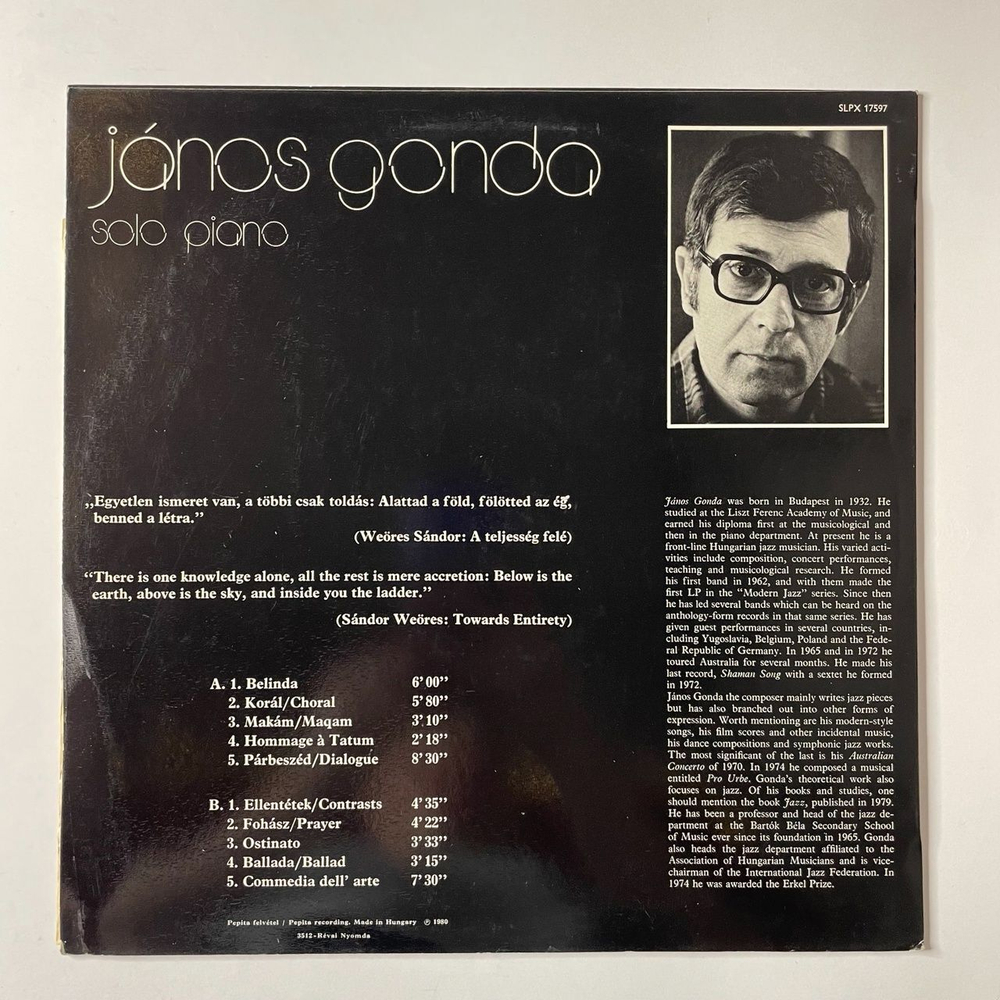 SLPX 17597
jános gonda
solo piano
„Egyetlen ismeret van, a többi csak toldás: Alattad a föld, fölötted az ég,
benned a létra.”
(Weöres Sándor: A teljesség felé)
“There is one knowledge alone, all the rest is mere accretion: Below is the
earth, above is the sky, and inside you the ladder.”
(Sándor Weöres: Towards Entirety)
A. 1. Belinda 6’00’’
2. Korál/Choral 5’80’’
3. Makám/Maqam 3’10’’
4. Hommage à Tatum 2’18’’
5. Párbeszéd/Dialogue 8’30’’
B. 1. Ellentétek/Contrasts 4’35’’
2. Fohász/Prayer 4’22’’
3. Ostinato 3’33’’
4. Ballada/Ballad 3’15’’
5. Commedia dell’ arte 7’30’’
Pepita felvétel / Pepita recording. Made in Hungary ℗ 1980
3512-Révai Nyomda
János Gonda was born in Budapest in 1932. He
studied at the Liszt Ferenc Academy of Music, and
earned his diploma first at the musicological and
then in the piano department. At present he is a
front-line Hungarian jazz musician. His varied acti-
vities include composition, concert performances,
teaching and musicological research. He formed
his first band in 1962, and with them made the
first LP in the “Modern Jazz” series. Since then
he has led several bands which can be heard on the
anthology-form records in that same series. He has
given guest performances in several countries, in-
cluding Yugoslavia, Belgium, Poland and the Fede-
ral Republic of Germany. In 1965 and in 1972 he
toured Australia for several months. He made his
last record, Shaman Song with a sextet he formed
in 1972.
János Gonda the composer mainly writes jazz pieces
but has also branched out into other forms of
expression. Worth mentioning are his modern-style
songs, his film scores and other incidental music,
his dance compositions and symphonic jazz works.
The most significant of the last is his Australian
Concerto of 1970. In 1974 he composed a musical
entitled Pro Urbe. Gonda’s theoretical work also
focuses on jazz. Of his books and studies, one
should mention the book Jazz, published in 1979.
He has been a professor and head of the jazz de-
partment at the Bartók Béla Secondary School
of Music ever since its foundation in 1965. Gonda
also heads the jazz department affiliated to the
Association of Hungarian Musicians and is vice-
chairman of the International Jazz Federation. In
1974 he was awarded the Erkel Prize.